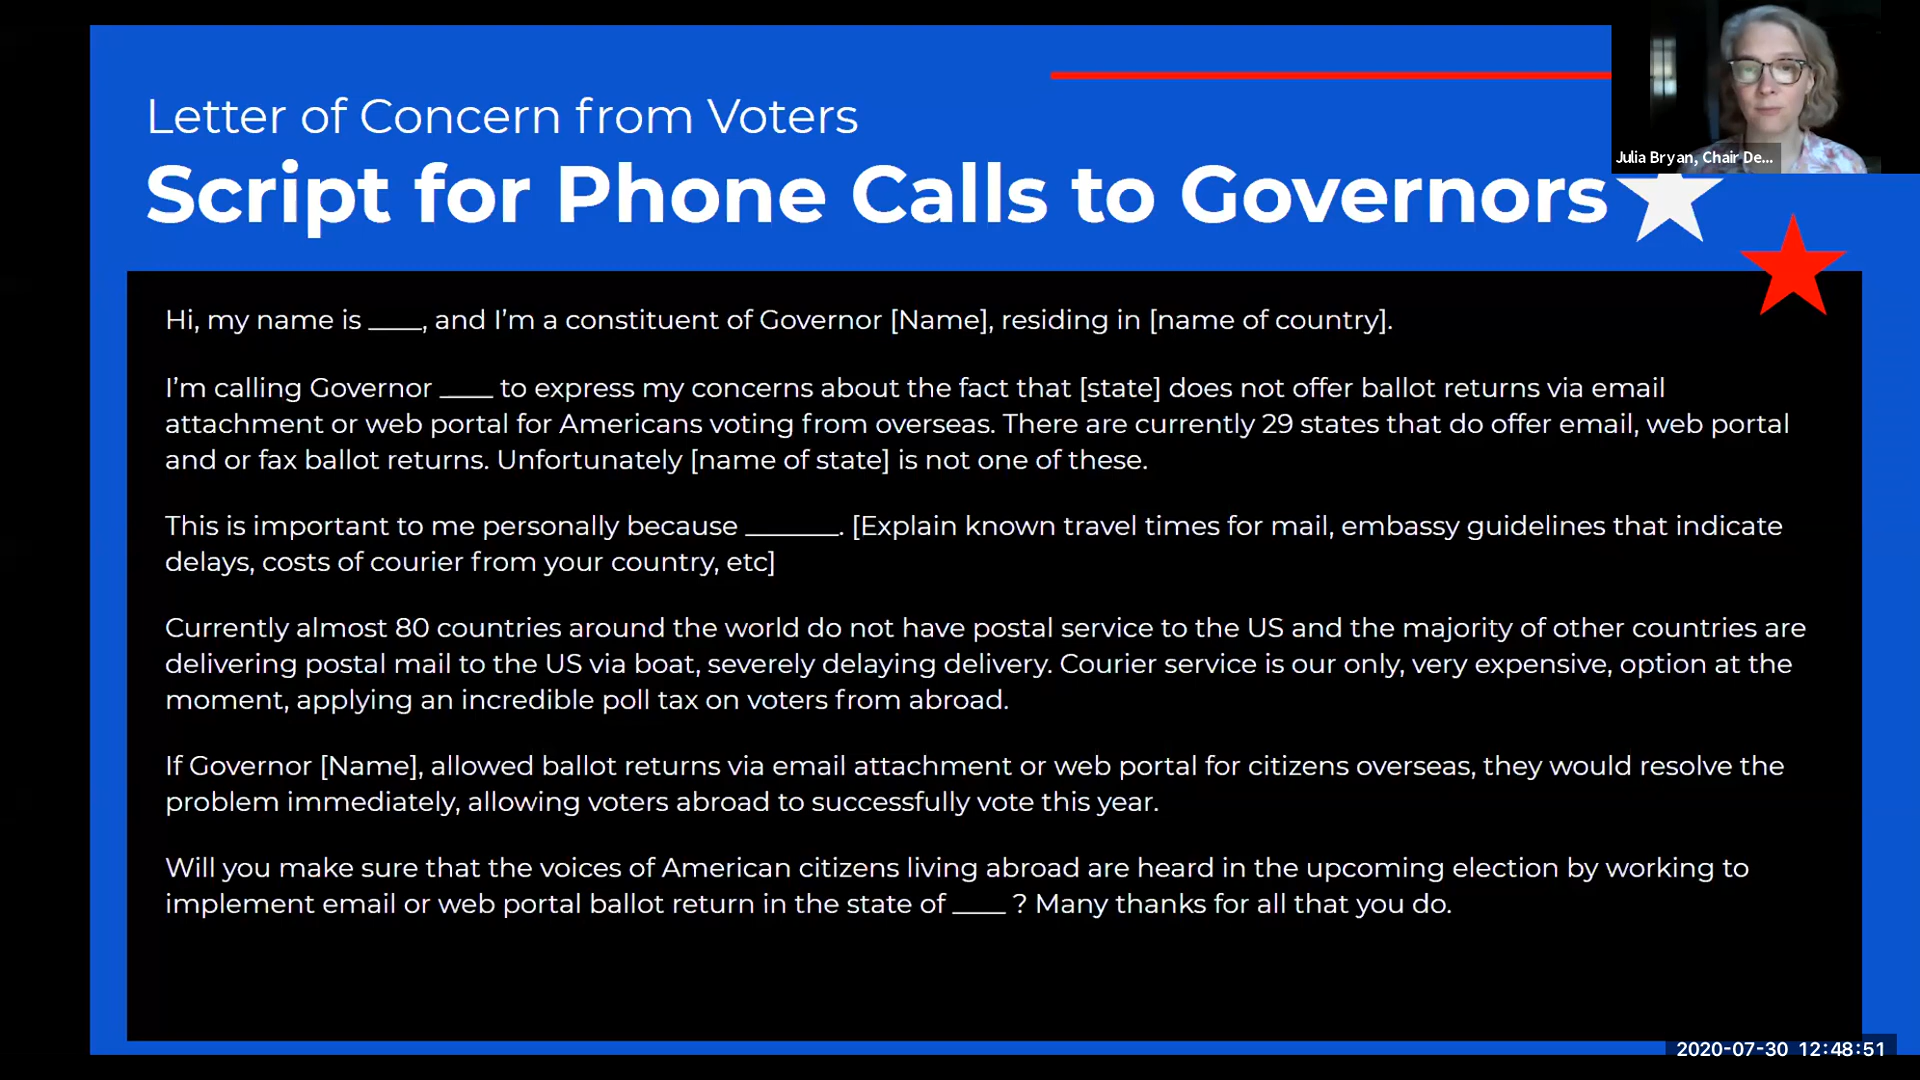 Letter of Concern from Voters
Script for Phone Calls to Governors
Julia Bryan, Chair De...
Hi, my name is ____, and I'm a constituent of Governor [Name], residing in [name of country].
I'm calling Governor ____ to express my concerns about the fact that [state] does not offer ballot returns via email
attachment or web portal for Americans voting from overseas. There are currently 29 states that do offer email, web portal
and or fax ballot returns. Unfortunately [name of state] is not one of these.
This is important to me personally because _______. [Explain known travel times for mail, embassy guidelines that indicate
delays, costs of courier from your country, etc]
Currently almost 80 countries around the world do not have postal service to the US and the majority of other countries are
delivering postal mail to the US via boat, severely delaying delivery. Courier service is our only, very expensive, option at the
moment, applying an incredible poll tax on voters from abroad.
If Governor [Name], allowed ballot returns via email attachment or web portal for citizens overseas, they would resolve the
problem immediately, allowing voters abroad to successfully vote this year.
Will you make sure that the voices of American citizens living abroad are heard in the upcoming election by working to
implement email or web portal ballot return in the state of ____ ? Many thanks for all that you do.
2020-07-30 12:48:51